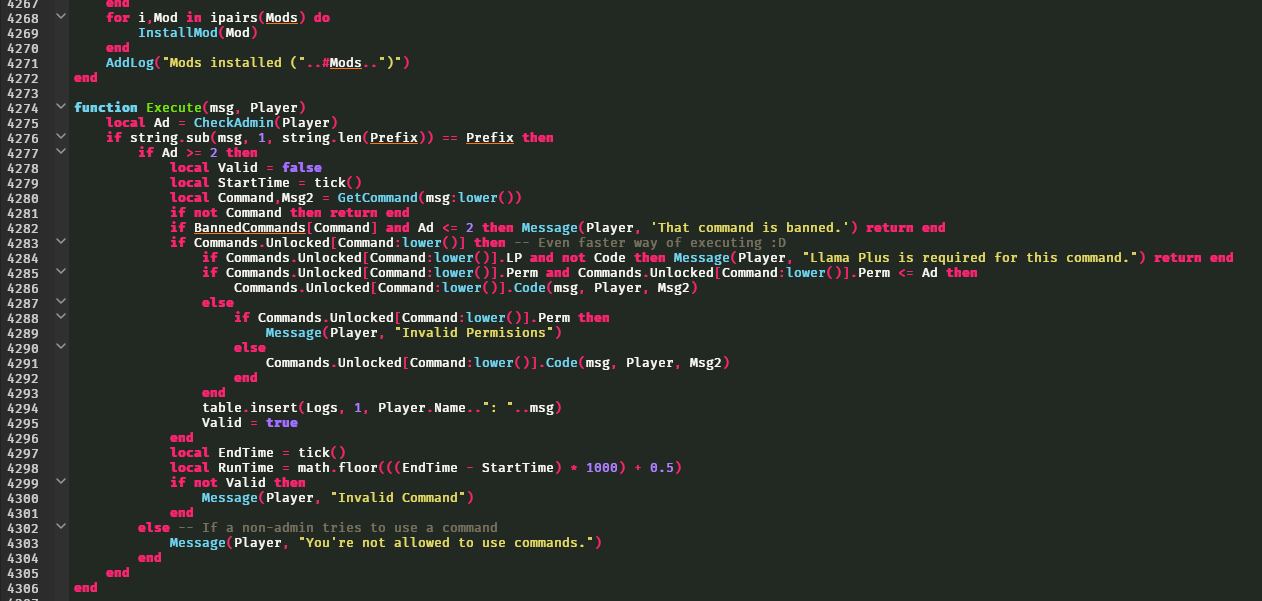 4267 end
4268 for i,Mod in ipairs(Mods) do
4269 InstallMod(Mod)
4270 end
4271 AddLog("Mods installed ("..#Mods..")")
4272 end
4273
4274 function Execute(msg, Player)
4275 local Ad = CheckAdmin(Player)
4276 if string.sub(msg, 1, string.len(Prefix)) == Prefix then
4277 if Ad >= 2 then
4278 local Valid = false
4279 local StartTime = tick()
4280 local Command,Msg2 = GetCommand(msg:lower())
4281 if not Command then return end
4282 if BannedCommands[Command] and Ad <= 2 then Message(Player, 'That command is banned.') return end
4283 if Commands.Unlocked[Command:lower()] then -- Even faster way of executing :D
4284 if Commands.Unlocked[Command:lower()].LP and not Code then Message(Player, "Llama Plus is required for this command.") return end
4285 if Commands.Unlocked[Command:lower()].Perm and Commands.Unlocked[Command:lower()].Perm <= Ad then
4286 Commands.Unlocked[Command:lower()].Code(msg, Player, Msg2)
4287 else
4288 if Commands.Unlocked[Command:lower()].Perm then
4289 Message(Player, "Invalid Permisions")
4290 else
4291 Commands.Unlocked[Command:lower()].Code(msg, Player, Msg2)
4292 end
4293 end
4294 table.insert(Logs, 1, Player.Name..": "..msg)
4295 Valid = true
4296 end
4297 local EndTime = tick()
4298 local RunTime = math.floor(((EndTime - StartTime) * 1000) + 0.5)
4299 if not Valid then
4300 Message(Player, "Invalid Command")
4301 end
4302 else -- If a non-admin tries to use a command
4303 Message(Player, "You're not allowed to use commands.")
4304 end
4305 end
4306 end